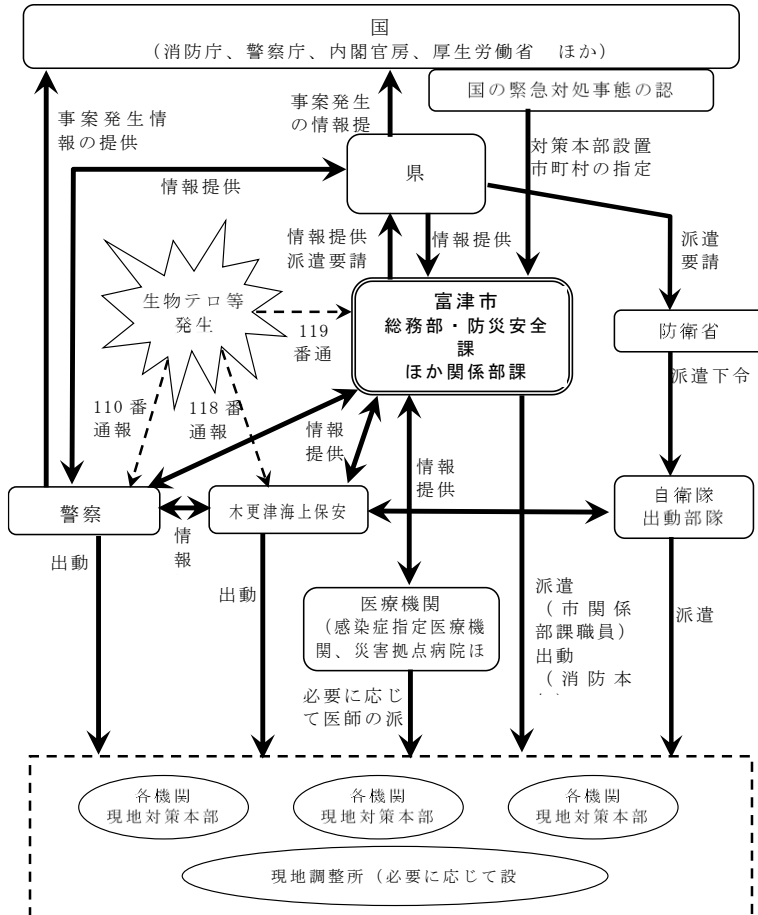 国
（消防庁、警察庁、内閣官房、厚生労働省　ほか）
事案発生情
報の提供
事案発生
の情報提
国の緊急対処事態の認
対策本部設置
市町村の指定
県
情報提供
情報提供
派遣要請
情報提供
派遣
要請
生物テロ等
発生
119
番通
富津市
総務部・防災安全
課
ほか関係部課
防衛省
派遣下令
110 番
通報
118 番
通報
情報
提供
情報
提供
警察
情
報
木更津海上保安
自衛隊
出動部隊
出動
出動
医療機関
（感染症指定医療機
関、災害拠点病院ほ
派遣
（市関係
部課職員）
出動
（消防本
派遣
必要に応じ
て医師の派
各機関
現地対策本部
各機関
現地対策本部
各機関
現地対策本部
現地調整所（必要に応じて設